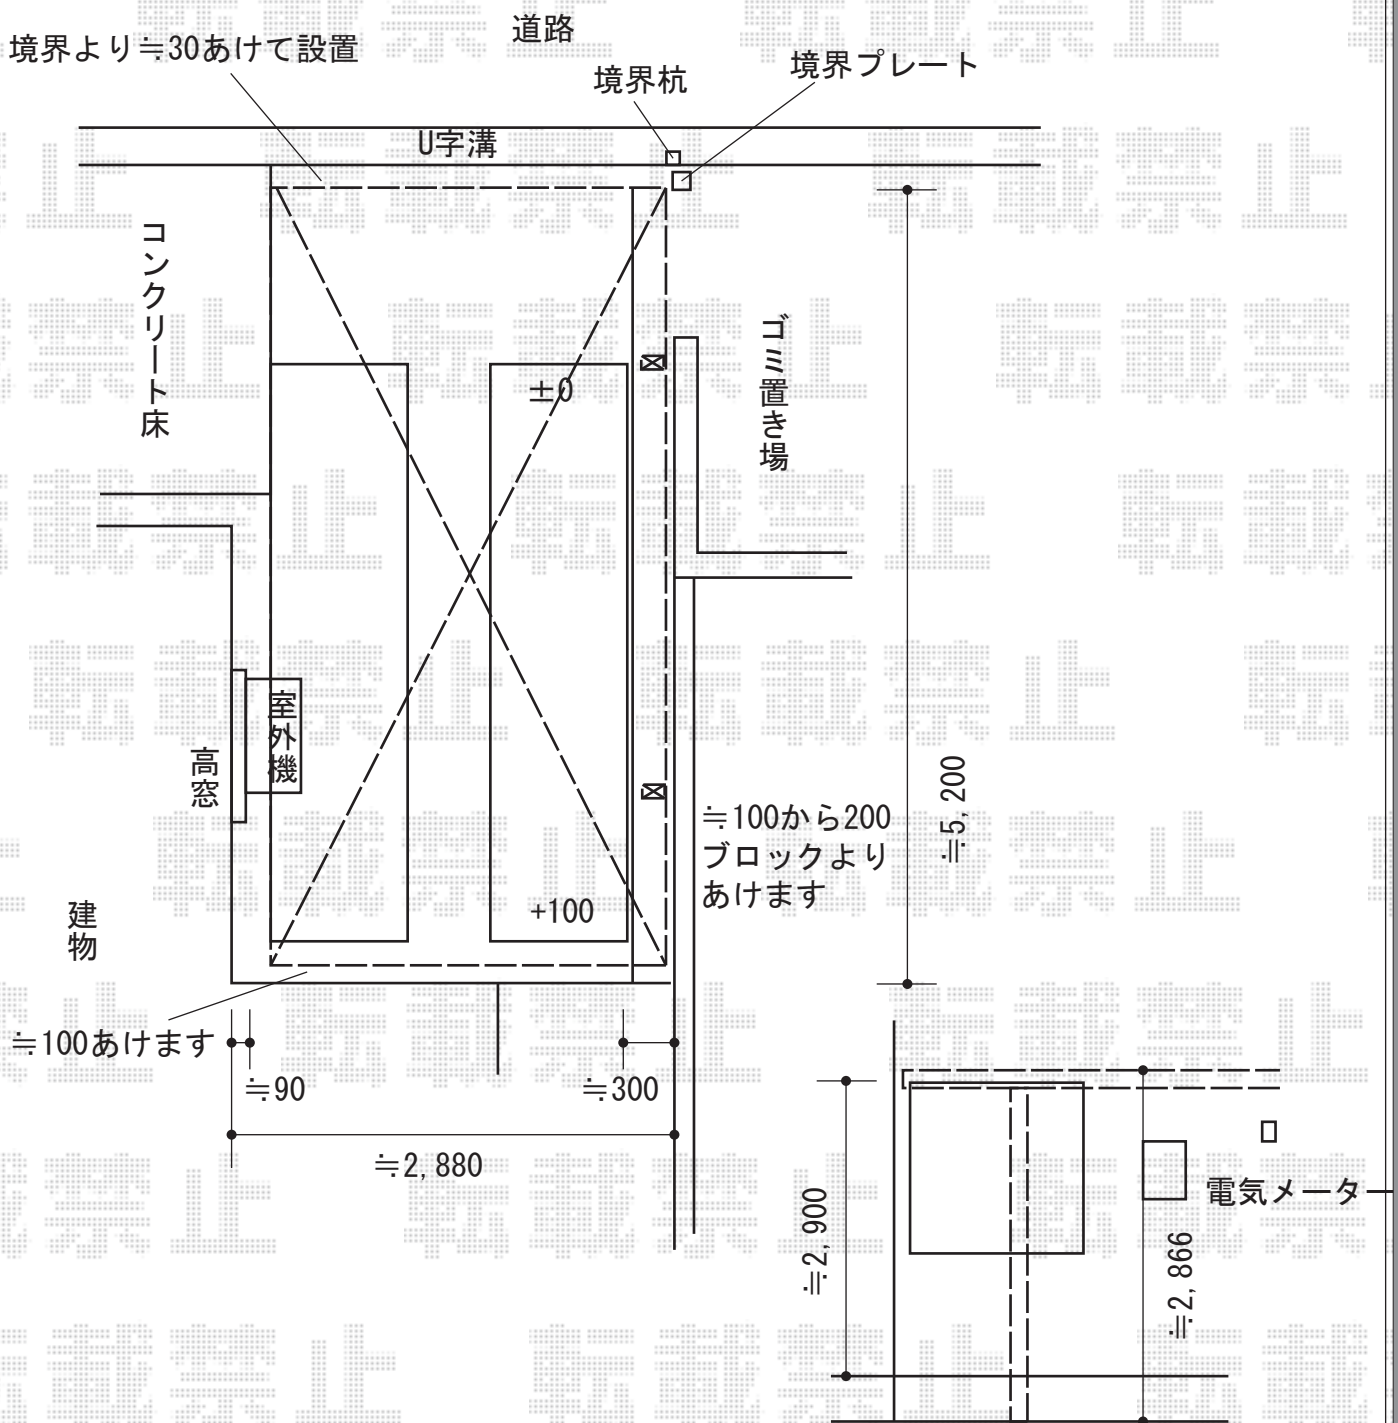 道路
境界より≒30あけて設置
境界杭
境界プレート
U字溝
コンクリート床
ゴミ置き場
±0
室外機
高窓
≒5,200
≒100から200
ブロックより
あけます
+100
建物
≒100あけます
≒90
≒300
≒2,880
電気メータ
≒2,900
≒2,866
転載禁止